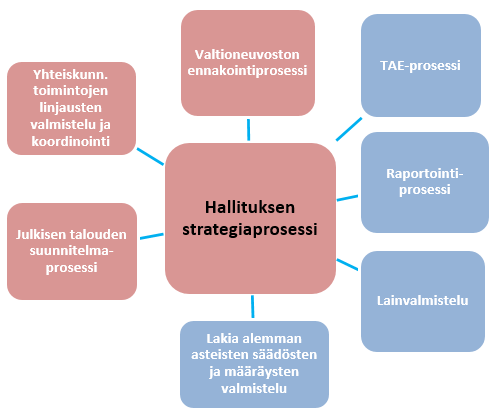 Valtioneuvoston
ennakointiprosessi
TAE-prosessi
Yhteiskunn.
toimintojen
linjausten
valmistelu ja
koordinointi
Raportointi-
prosessi
Hallituksen
strategiaprosessi
Julkisen talouden
suunnitelma-
prosessi
Lainvalmistelu
Lakia alemman
asteisten säädösten
ja määräysten
valmistelu